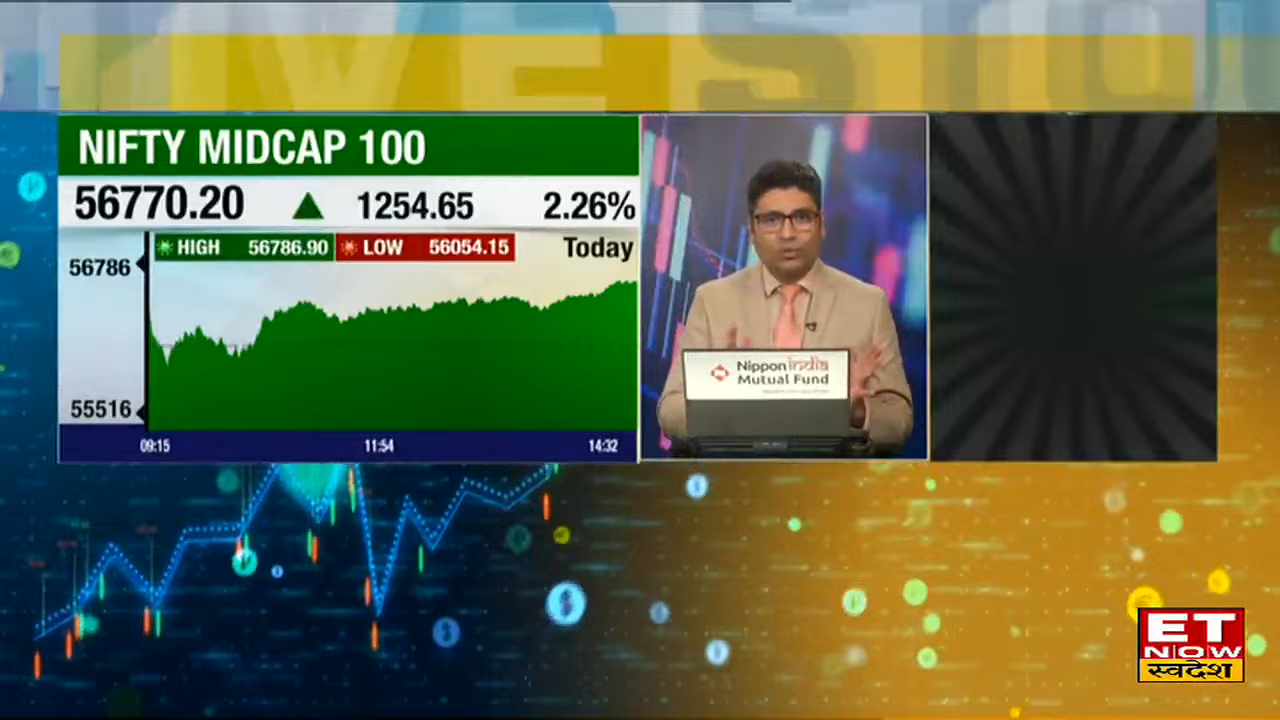 NIFTY MIDCAP 100
56770.20 ▲ 1254.65 2.26%
HIGH 56786.90 LOW 56054.15 Today
56786
55516
09:15 11:54 14:32
Nippon india
Mutual Fund
ET
NOW
स्वदेश